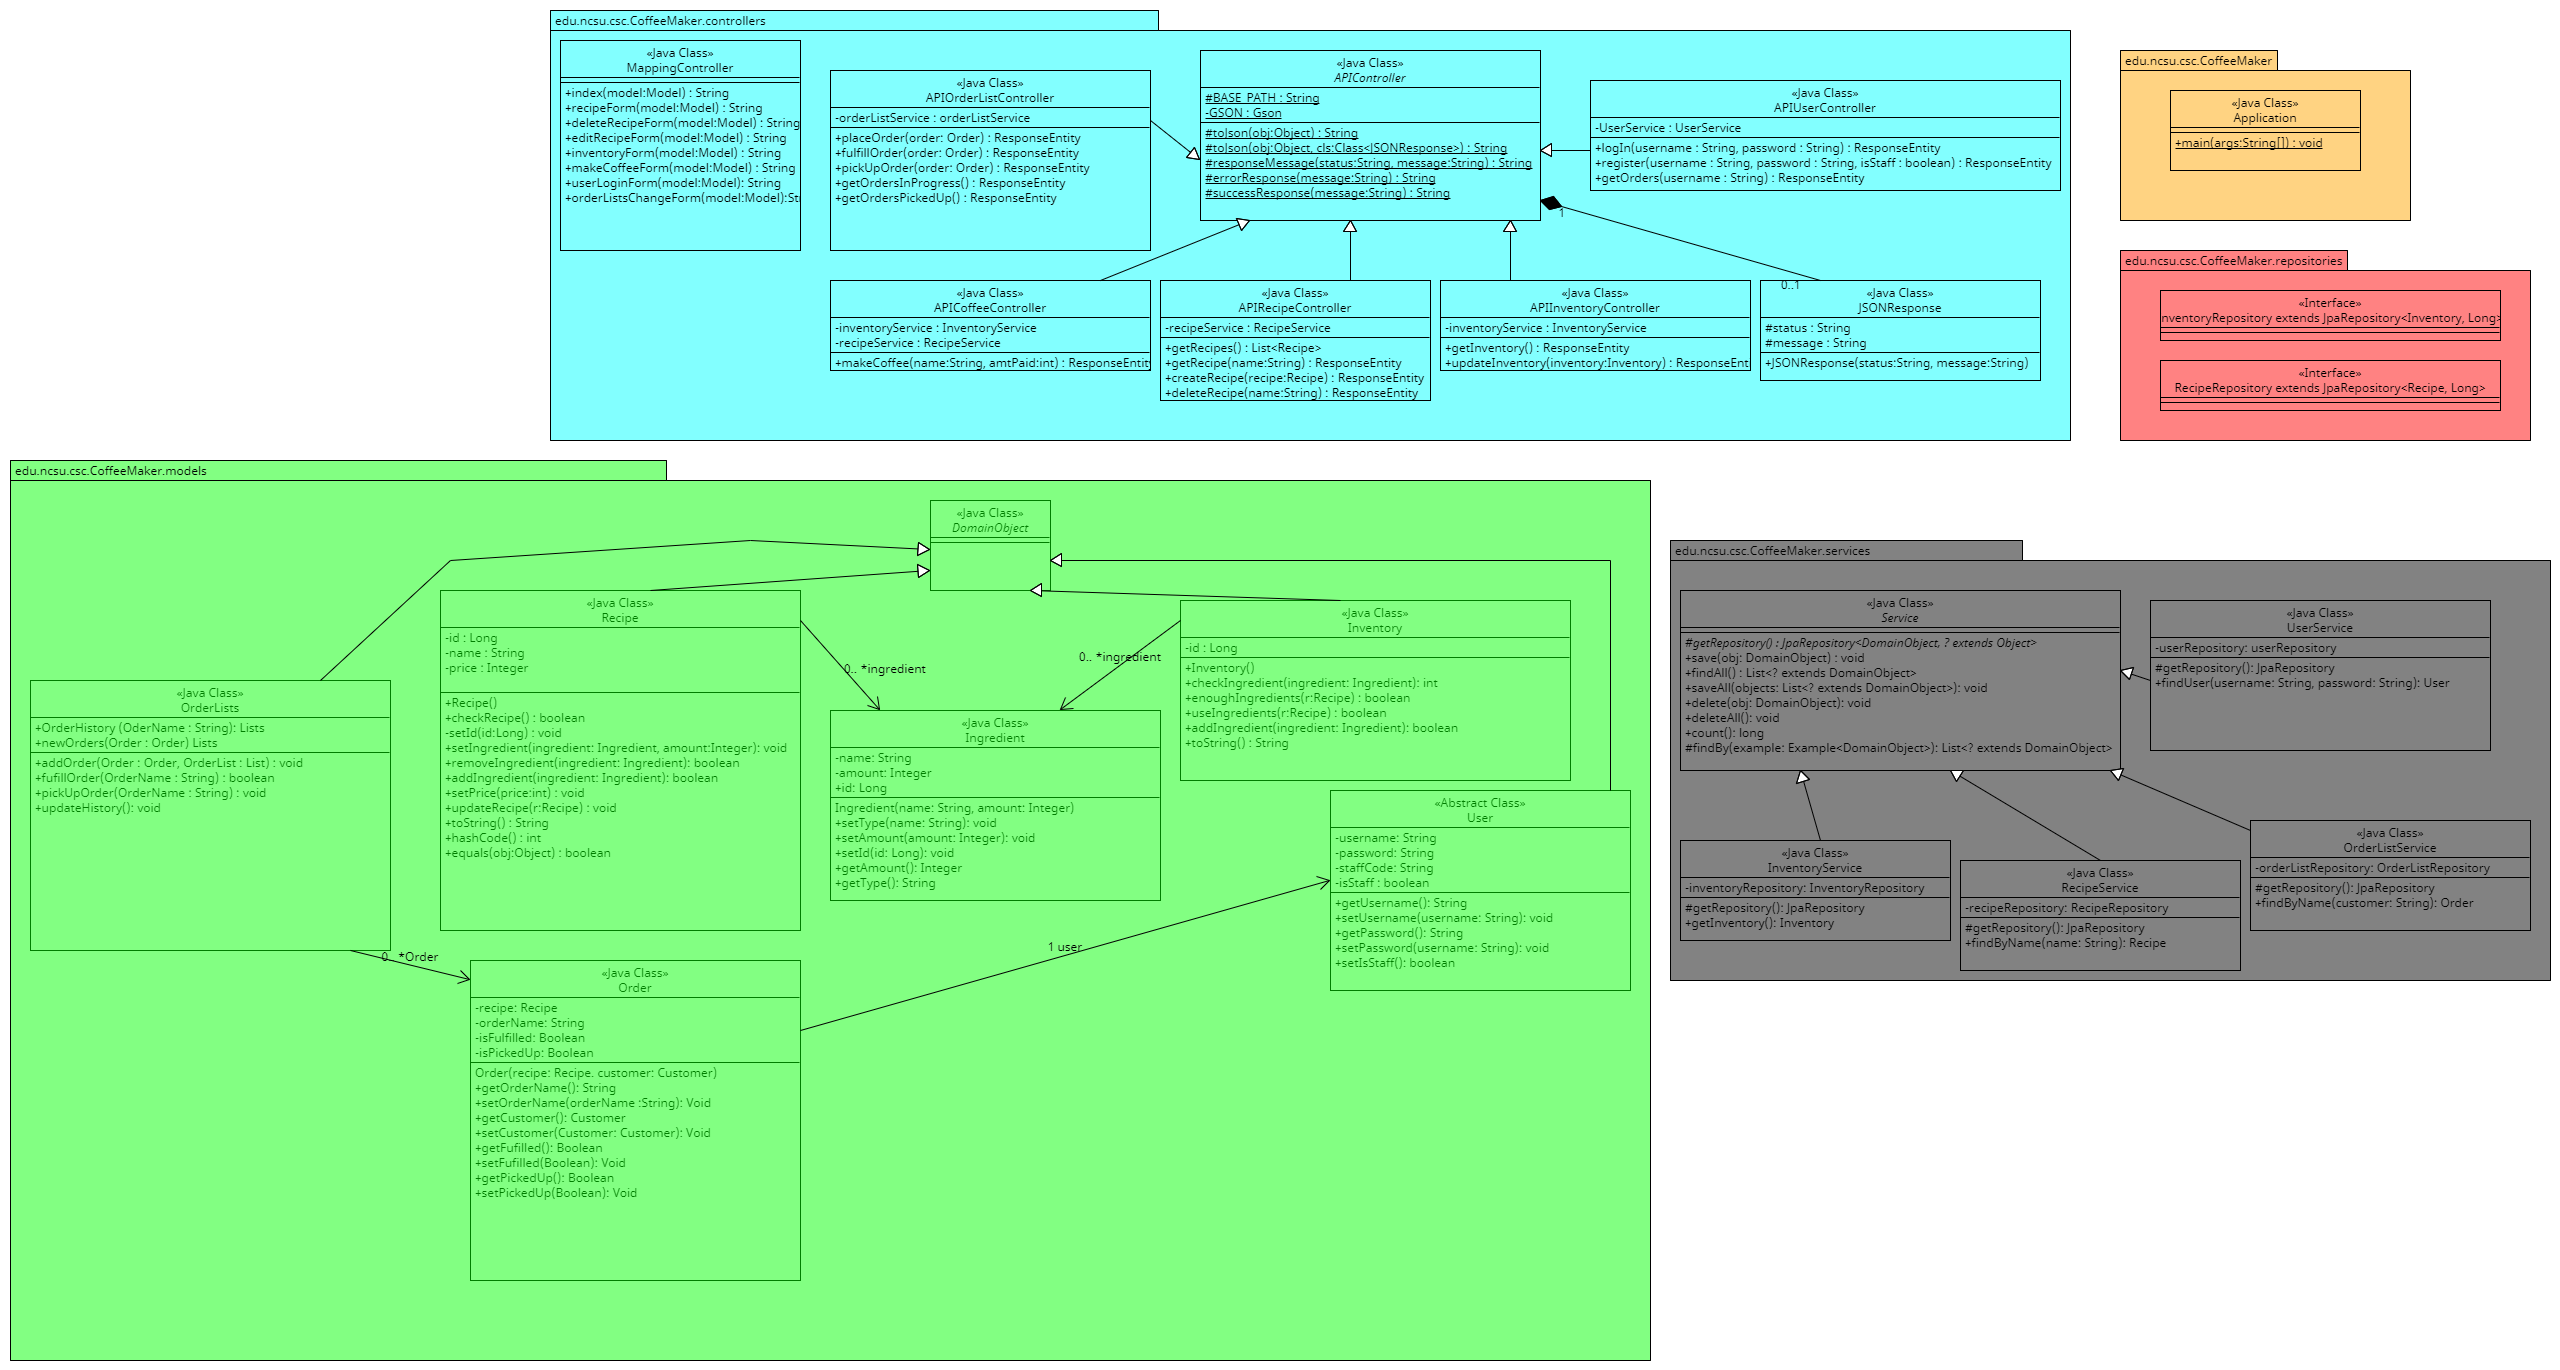 edu.ncsu.csc.CoffeeMaker.controllers
«Java Class»
MappingController
+index(model:Model) : String
+recipeForm(model:Model) : String
+deleteRecipeForm(model:Model) : String
+editRecipeForm(model:Model) : String
+inventoryForm(model:Model) : String
+makeCoffeeForm(model:Model) : String
+userLoginForm(model:Model): String
+orderListsChangeForm(model:Model):Stri
«Java Class»
APIOrderListController
-orderListService : orderListService
+placeOrder(order: Order) : ResponseEntity
+fulfillOrder(order: Order) : ResponseEntity
+pickUpOrder(order: Order) : ResponseEntity
+getOrdersInProgress() : ResponseEntity
+getOrdersPickedUp() : ResponseEntity
«Java Class»
APIController
#BASE_PATH : String
-GSON : Gson
#toJson(obj:Object) : String
#toJson(obj:Object, cls:Class<JSONResponse>) : String
#responseMessage(status:String, message:String) : String
#errorResponse(message:String) : String
#successResponse(message:String) : String
«Java Class»
APIUserController
-UserService : UserService
+logIn(username : String, password : String) : ResponseEntity
+register(username : String, password : String, isStaff : boolean) : ResponseEntity
+getOrders(username : String) : ResponseEntity
1
0..1
«Java Class»
APICoffeeController
-inventoryService : InventoryService
-recipeService : RecipeService
+makeCoffee(name:String, amtPaid:int) : ResponseEntity
«Java Class»
APIRecipeController
-recipeService : RecipeService
+getRecipes() : List<Recipe>
+getRecipe(name:String) : ResponseEntity
+createRecipe(recipe:Recipe) : ResponseEntity
+deleteRecipe(name:String) : ResponseEntity
«Java Class»
APIInventoryController
-inventoryService : InventoryService
+getInventory() : ResponseEntity
+updateInventory(inventory:Inventory) : ResponseEnt
«Java Class»
JSONResponse
#status : String
#message : String
+JSONResponse(status:String, message:String)
edu.ncsu.csc.CoffeeMaker
«Java Class»
Application
+main(args:String[]) : void
edu.ncsu.csc.CoffeeMaker.repositories
«Interface»
nventoryRepository extends JpaRepository<Inventory, Long>
«Interface»
RecipeRepository extends JpaRepository<Recipe, Long>
edu.ncsu.csc.CoffeeMaker.models
«Java Class»
DomainObject
«Java Class»
OrderLists
+OrderHistory (OderName : String): Lists
+newOrders(Order : Order) Lists
+addOrder(Order : Order, OrderList : List) : void
+fufillOrder(OrderName : String) : boolean
+pickUpOrder(OrderName : String) : void
+updateHistory(): void
0.. *Order
«Java Class»
Recipe
-id : Long
-name : String
-price : Integer
+Recipe()
+checkRecipe() : boolean
-setId(id:Long) : void
+setIngredient(ingredient: Ingredient, amount:Integer): void
+removeIngredient(ingredient: Ingredient): boolean
+addIngredient(ingredient: Ingredient): boolean
+setPrice(price:int) : void
+updateRecipe(r:Recipe) : void
+toString() : String
+hashCode() : int
+equals(obj:Object) : boolean
0.. *ingredient
0.. *ingredient
«Java Class»
Ingredient
-name: String
-amount: Integer
+id: Long
Ingredient(name: String, amount: Integer)
+setType(name: String): void
+setAmount(amount: Integer): void
+setId(id: Long): void
+getAmount(): Integer
+getType(): String
«Java Class»
Inventory
-id : Long
+Inventory()
+checkIngredient(ingredient: Ingredient): int
+enoughIngredients(r:Recipe) : boolean
+useIngredients(r:Recipe) : boolean
+addIngredient(ingredient: Ingredient): boolean
+toString() : String
«Abstract Class»
User
-username: String
-password: String
-staffCode: String
-isStaff : boolean
+getUsername(): String
+setUsername(username: String): void
+getPassword(): String
+setPassword(username: String): void
+setIsStaff(): boolean
1 user
«Java Class»
Order
-recipe: Recipe
-orderName: String
-isFulfilled: Boolean
-isPickedUp: Boolean
Order(recipe: Recipe. customer: Customer)
+getOrderName(): String
+setOrderName(orderName :String): Void
+getCustomer(): Customer
+setCustomer(Customer: Customer): Void
+getFufilled(): Boolean
+setFufilled(Boolean): Void
+getPickedUp(): Boolean
+setPickedUp(Boolean): Void
edu.ncsu.csc.CoffeeMaker.services
«Java Class»
Service
#getRepository() : JpaRepository<DomainObject, ? extends Object>
+save(obj: DomainObject) : void
+findAll() : List<? extends DomainObject>
+saveAll(objects: List<? extends DomainObject>): void
+delete(obj: DomainObject): void
+deleteAll(): void
+count(): long
#findBy(example: Example<DomainObject>): List<? extends DomainObject>
«Java Class»
UserService
-userRepository: userRepository
#getRepository(): JpaRepository
+findUser(username: String, password: String): User
«Java Class»
InventoryService
-inventoryRepository: InventoryRepository
#getRepository(): JpaRepository
+getInventory(): Inventory
«Java Class»
RecipeService
-recipeRepository: RecipeRepository
#getRepository(): JpaRepository
+findByName(name: String): Recipe
«Java Class»
OrderListService
-orderListRepository: OrderListRepository
#getRepository(): JpaRepository
+findByName(customer: String): Order